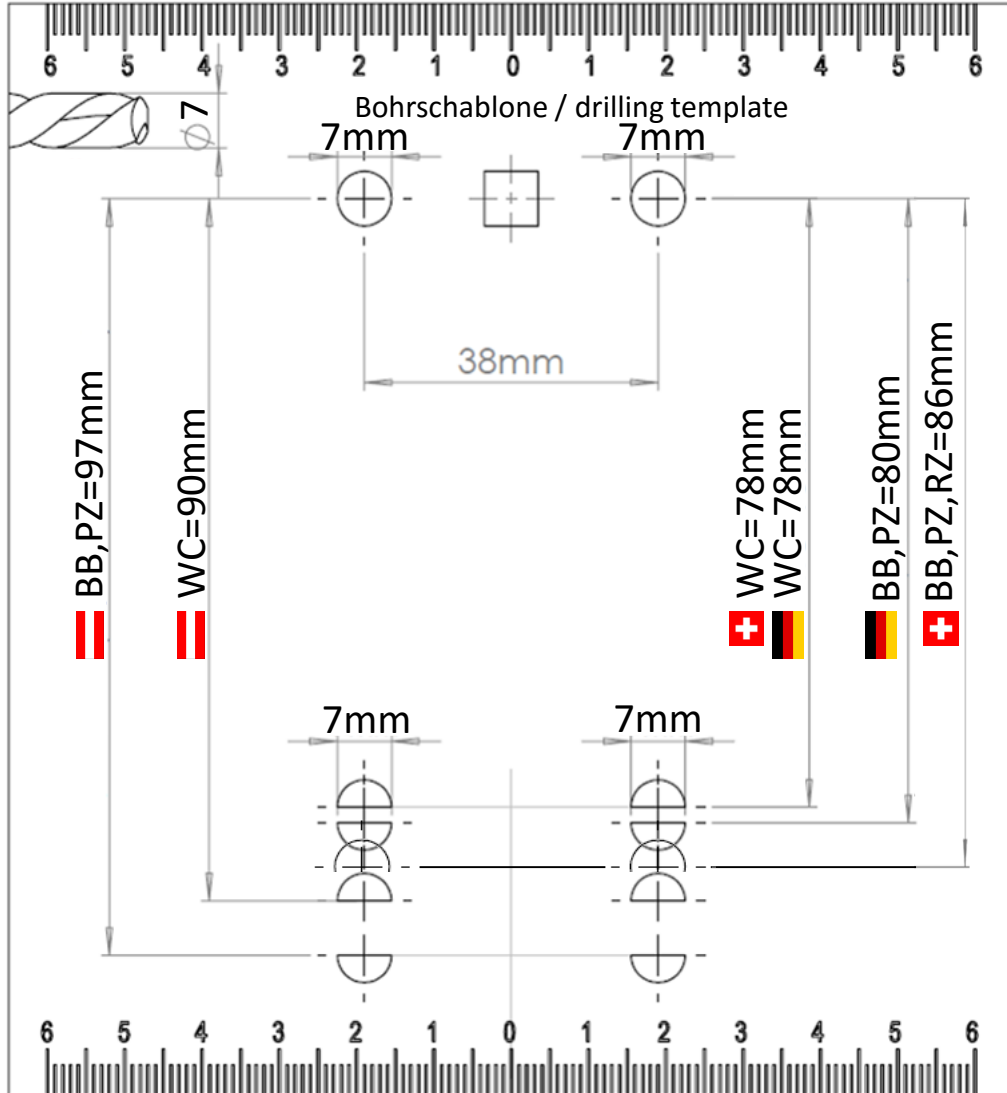 6 5 4 3 2 1 0 1 2 3 4 5 6
Bohrschablone / drilling template
∅ 7
7mm
7mm
38mm
BB,PZ=97mm
WC=90mm
WC=78mm
WC=78mm
BB,PZ=80mm
BB,PZ,RZ=86mm
7mm
7mm
6 5 4 3 2 1 0 1 2 3 4 5 6